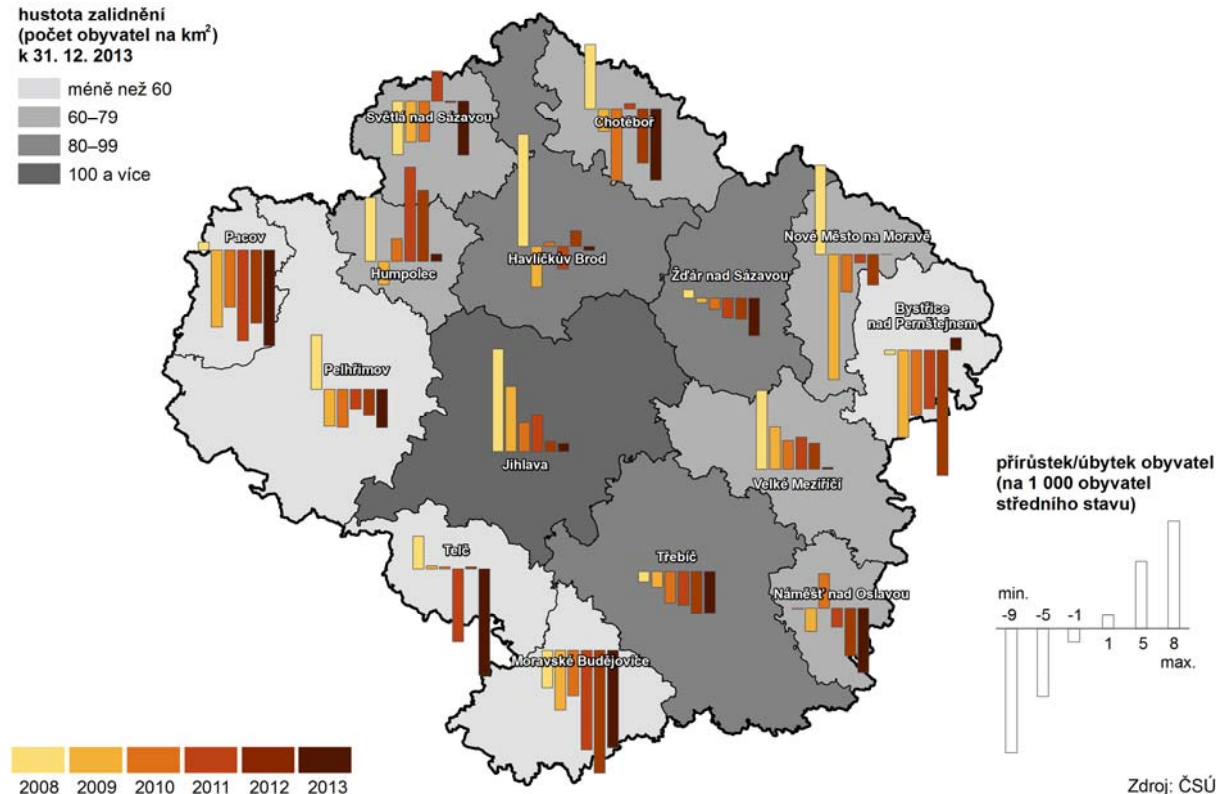 hustota zalidnění
(počet obyvatel na km²)
k 31. 12. 2013
méně než 60
60–79
80–99
100 a více
Světlá nad Sázavou
Chotěboř
Pacov
Humpolec
Havlíčkův Brod
Nové Město na Moravě
Žďár nad Sázavou
Bystřice
nad Pernštejnem
Pelhřimov
Jihlava
Velké Meziříčí
Telč
Třebíč
Náměšť nad Oslavou
Moravské Budějovice
přírůstek/úbytek obyvatel
(na 1 000 obyvatel
středního stavu)
min.
-9 -5 -1
1 5 8
max.
2008 2009 2010 2011 2012 2013
Zdroj: ČSÚ